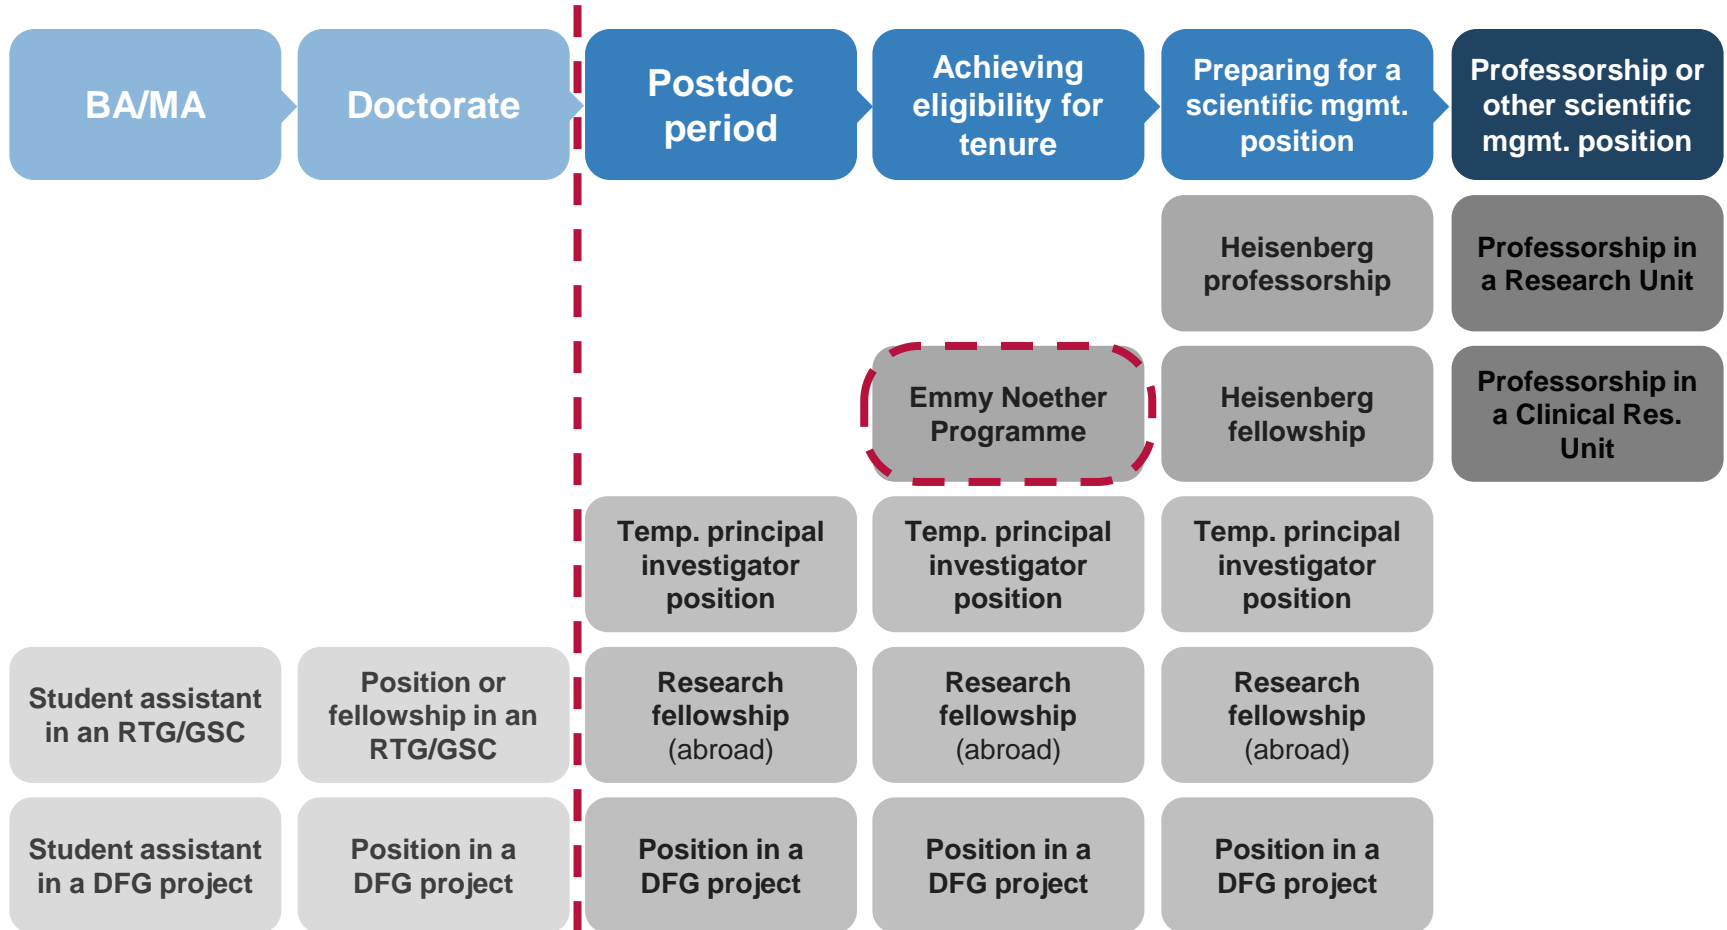 BA/MA
Doctorate
Postdoc
period
Achieving
eligibility for
tenure
Preparing for a
scientific mgmt.
position
Professorship or
other scientific
mgmt. position
Heisenberg
professorship
Professorship in
a Research Unit
Emmy Noether
Programme
Heisenberg
fellowship
Professorship in
a Clinical Res.
Unit
Temp. principal
investigator
position
Temp. principal
investigator
position
Temp. principal
investigator
position
Student assistant
in an RTG/GSC
Position or
fellowship in an
RTG/GSC
Research
fellowship
(abroad)
Research
fellowship
(abroad)
Research
fellowship
(abroad)
Student assistant
in a DFG project
Position in a
DFG project
Position in a
DFG project
Position in a
DFG project
Position in a
DFG project